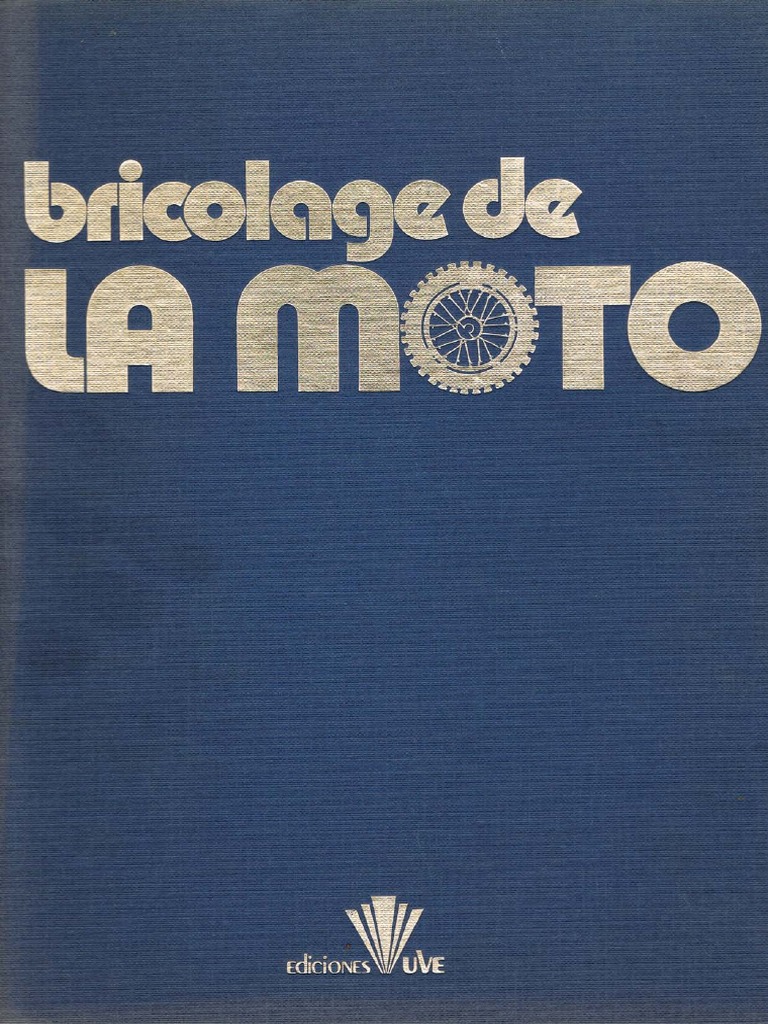 bricolage de
LA MOTO
EDICIONES UVE